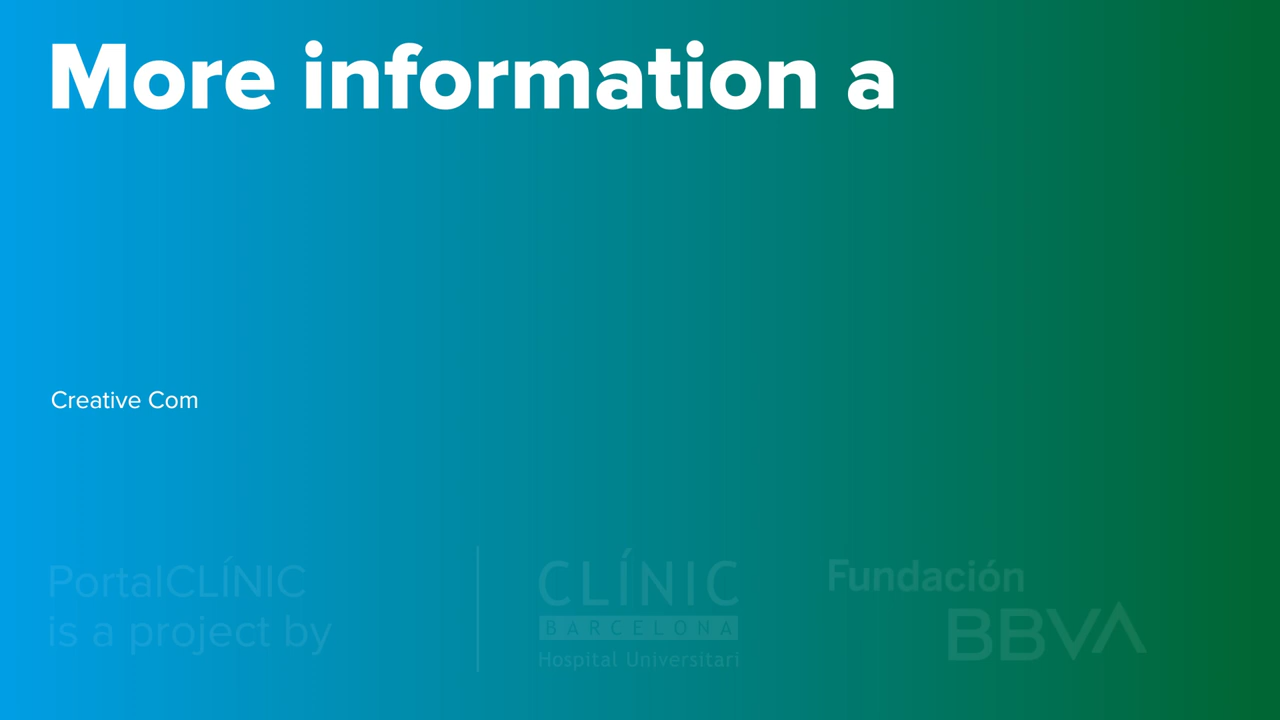 More information a
Creative Com
PortalCLÍNIC
is a project by
CLÍNIC
BARCELONA
Hospital Universitari
Fundación
BBVA